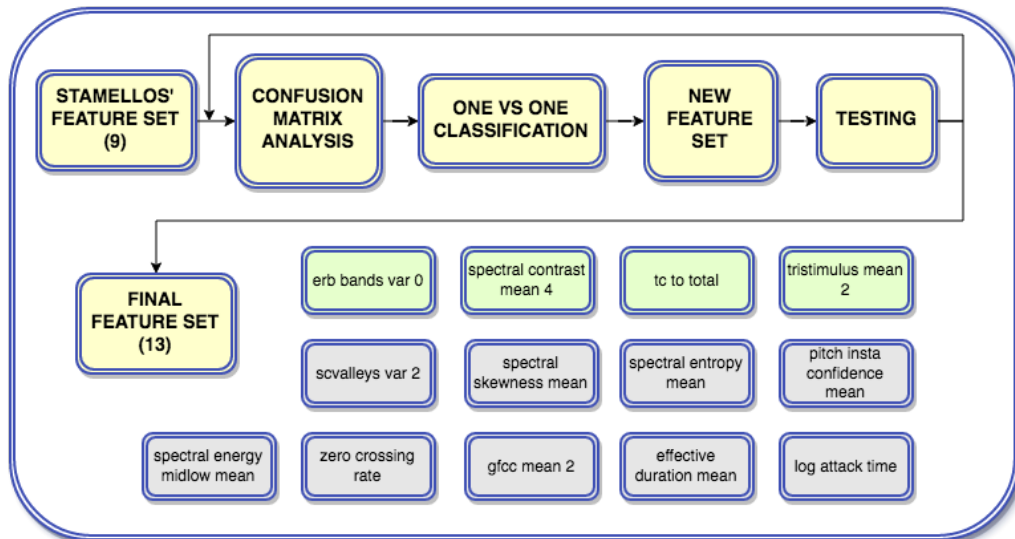 STAMELLOS'
FEATURE SET
(9)
CONFUSION
MATRIX
ANALYSIS
ONE VS ONE
CLASSIFICATION
NEW
FEATURE
SET
TESTING
FINAL
FEATURE SET
(13)
erb bands var 0
spectral contrast
mean 4
tc to total
tristimulus mean
2
scvalleys var 2
spectral
skewness mean
spectral entropy
mean
pitch insta
confidence
mean
spectral energy
midlow mean
zero crossing
rate
gfcc mean 2
effective
duration mean
log attack time